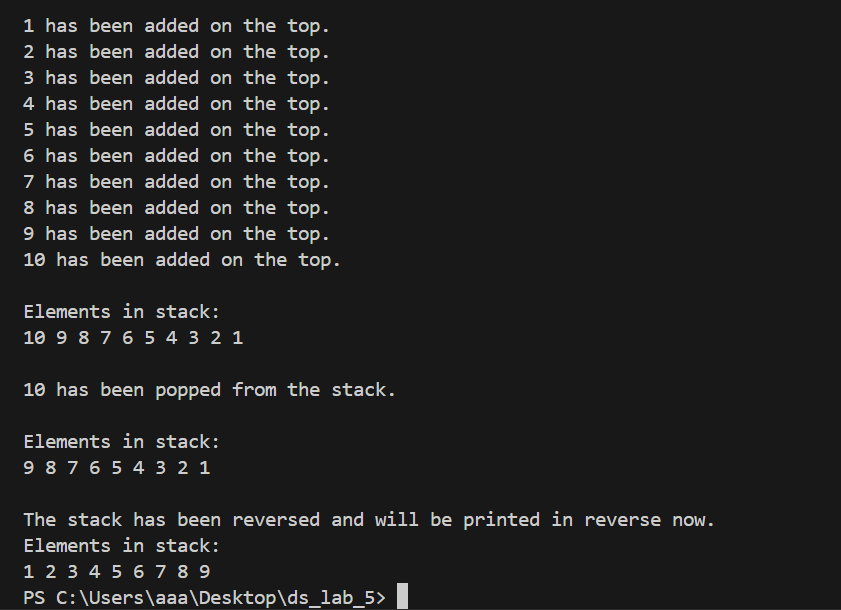 1 has been added on the top.
2 has been added on the top.
3 has been added on the top.
4 has been added on the top.
5 has been added on the top.
6 has been added on the top.
7 has been added on the top.
8 has been added on the top.
9 has been added on the top.
10 has been added on the top.
Elements in stack:
10 9 8 7 6 5 4 3 2 1
10 has been popped from the stack.
Elements in stack:
9 8 7 6 5 4 3 2 1
The stack has been reversed and will be printed in reverse now.
Elements in stack:
1 2 3 4 5 6 7 8 9
PS C:\Users\aaa\Desktop\ds_lab_5>